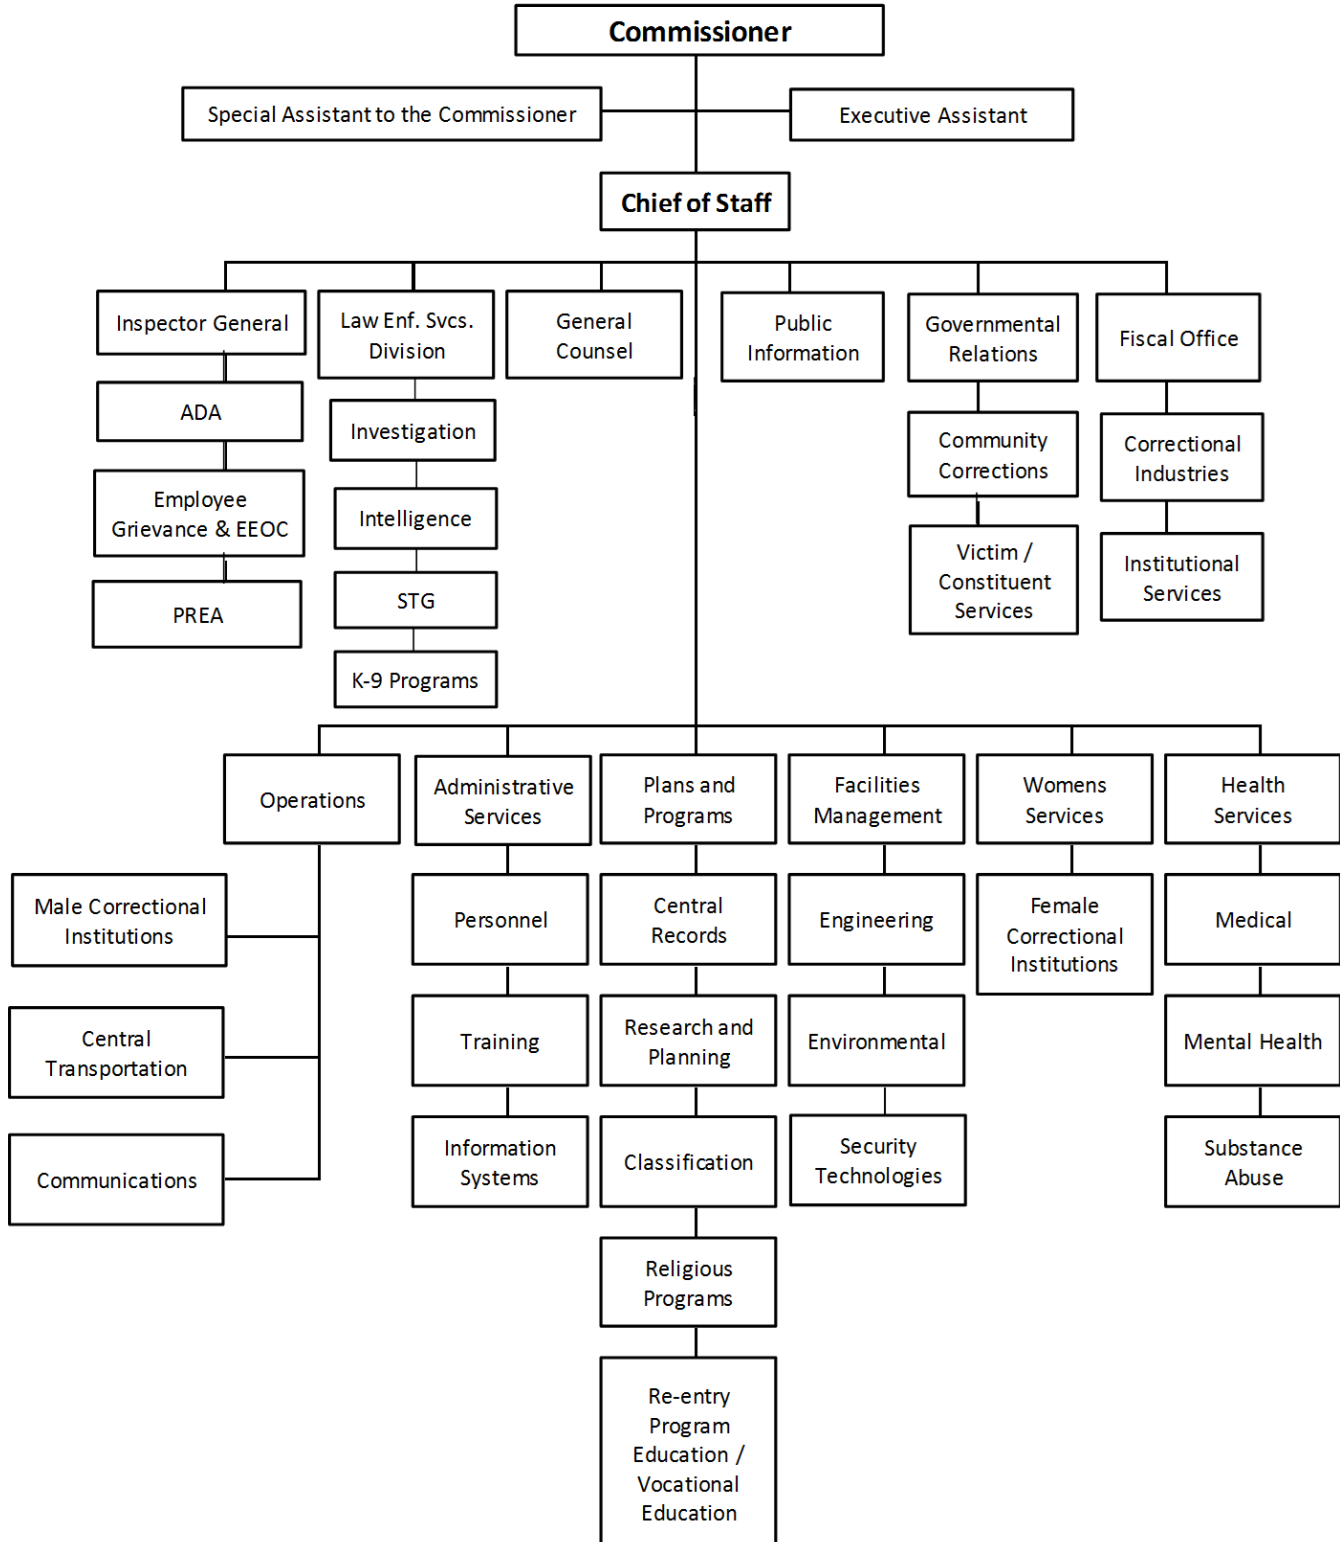 Commissioner
Special Assistant to the Commissioner
Executive Assistant
Chief of Staff
Inspector General
Law Enf. Svcs.
Division
General
Counsel
Public
Information
Governmental
Relations
Fiscal Office
ADA
Investigation
Community
Corrections
Correctional
Industries
Employee
Grievance & EEOC
Intelligence
Victim /
Constituent
Services
Institutional
Services
PREA
STG
K-9 Programs
Operations
Administrative
Services
Plans and
Programs
Facilities
Management
Womens
Services
Health
Services
Male Correctional
Institutions
Personnel
Central
Records
Engineering
Female
Correctional
Institutions
Medical
Central
Transportation
Training
Research and
Planning
Environmental
Mental Health
Communications
Information
Systems
Classification
Security
Technologies
Substance
Abuse
Religious
Programs
Re-entry
Program
Education /
Vocational
Education